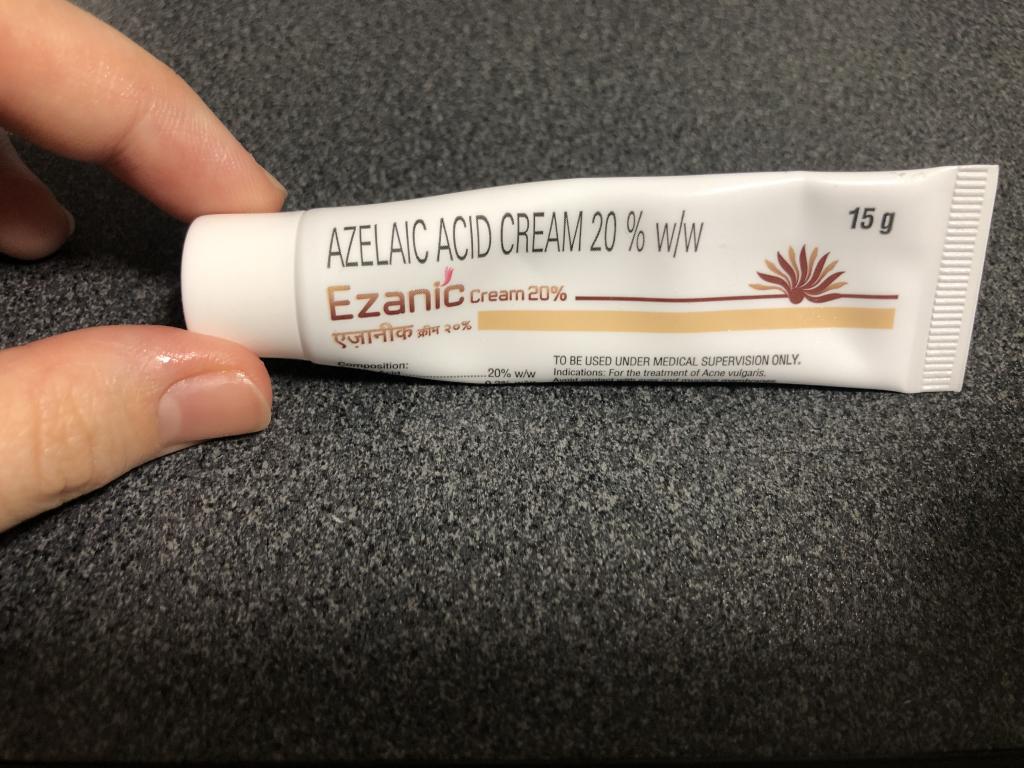 AZELAIC ACID CREAM 20 % w/w
15 g
Ezanic Cream 20%
एज़ानीक क्रीम २०%
Composition:
20% w/w
TO BE USED UNDER MEDICAL SUPERVISION ONLY.
Indications: For the treatment of Acne vulgaris.